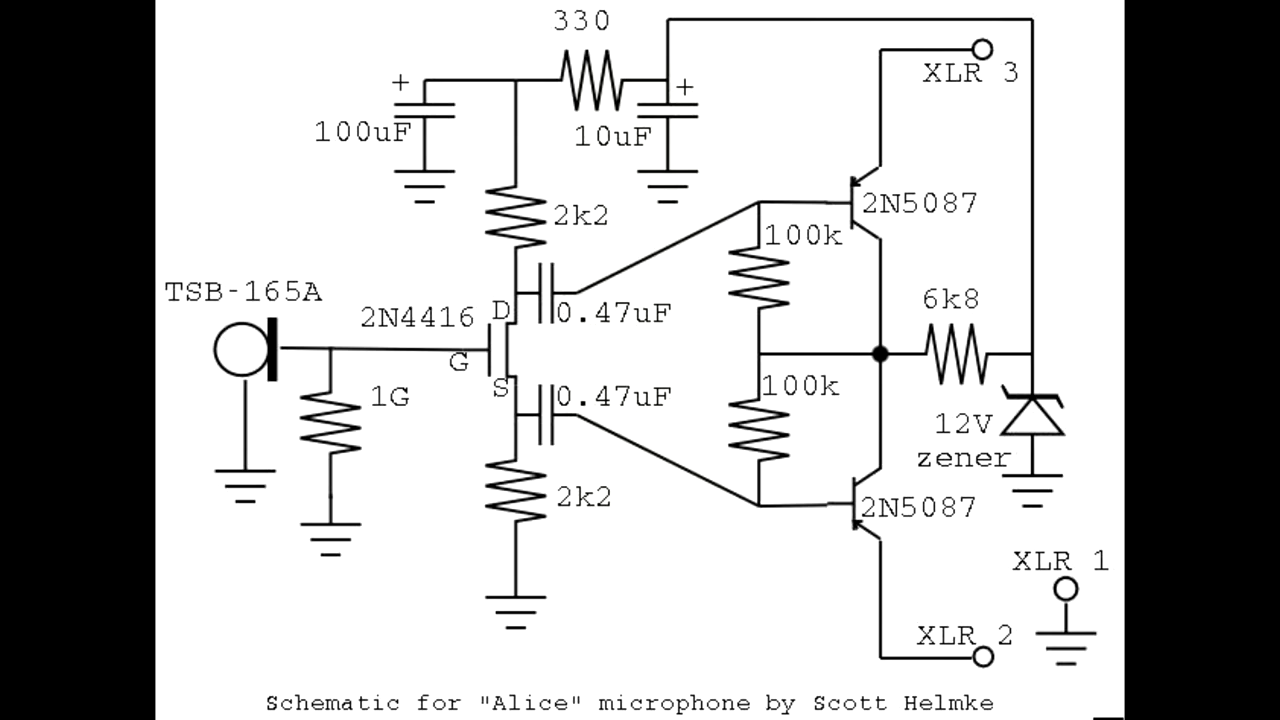 330
XLR 3
+
+
100uF
10uF
2k2
2N5087
100k
TSB-165A
D
0.47uF
6k8
2N4416
G
S
0.47uF
100k
1G
12V
zener
2k2
2N5087
XLR 1
XLR 2
Schematic for "Alice" microphone by Scott Helmke